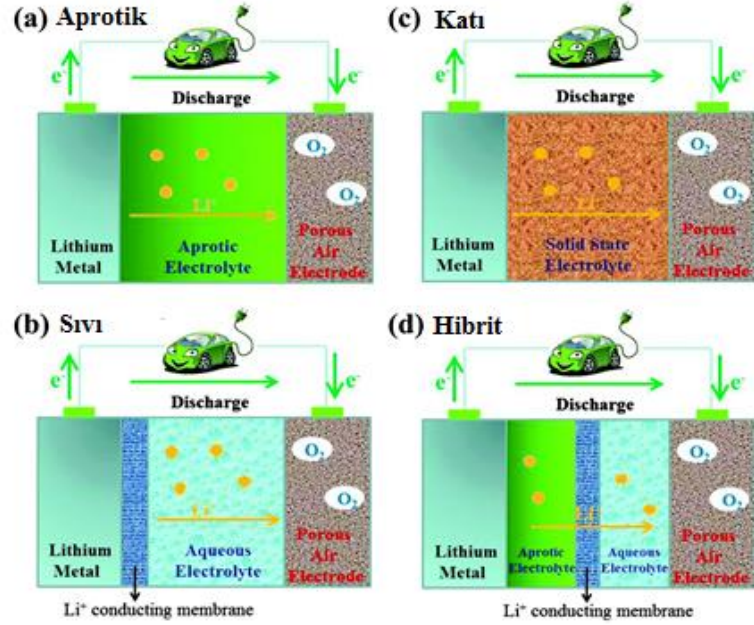 (a) Aprotik
e⁻
Discharge
e⁻
O₂
O₂
Li⁺
Lithium
Metal
Aprotic
Electrolyte
Porous
Air
Electrode
(c) Katı
e⁻
Discharge
e⁻
O₂
O₂
Lithium
Metal
Solid State
Electrolyte
Porous
Air
Electrode
(b) Sıvı
e⁻
Discharge
e⁻
O₂
O₂
Lithium
Metal
Aqueous
Electrolyte
Porous
Air
Electrode
Li⁺ conducting membrane
(d) Hibrit
e⁻
Discharge
e⁻
O₂
O₂
Lithium
Metal
Aprotic
Electrolyte
Aqueous
Electrolyte
Porous
Air
Electrode
Li⁺ conducting membrane